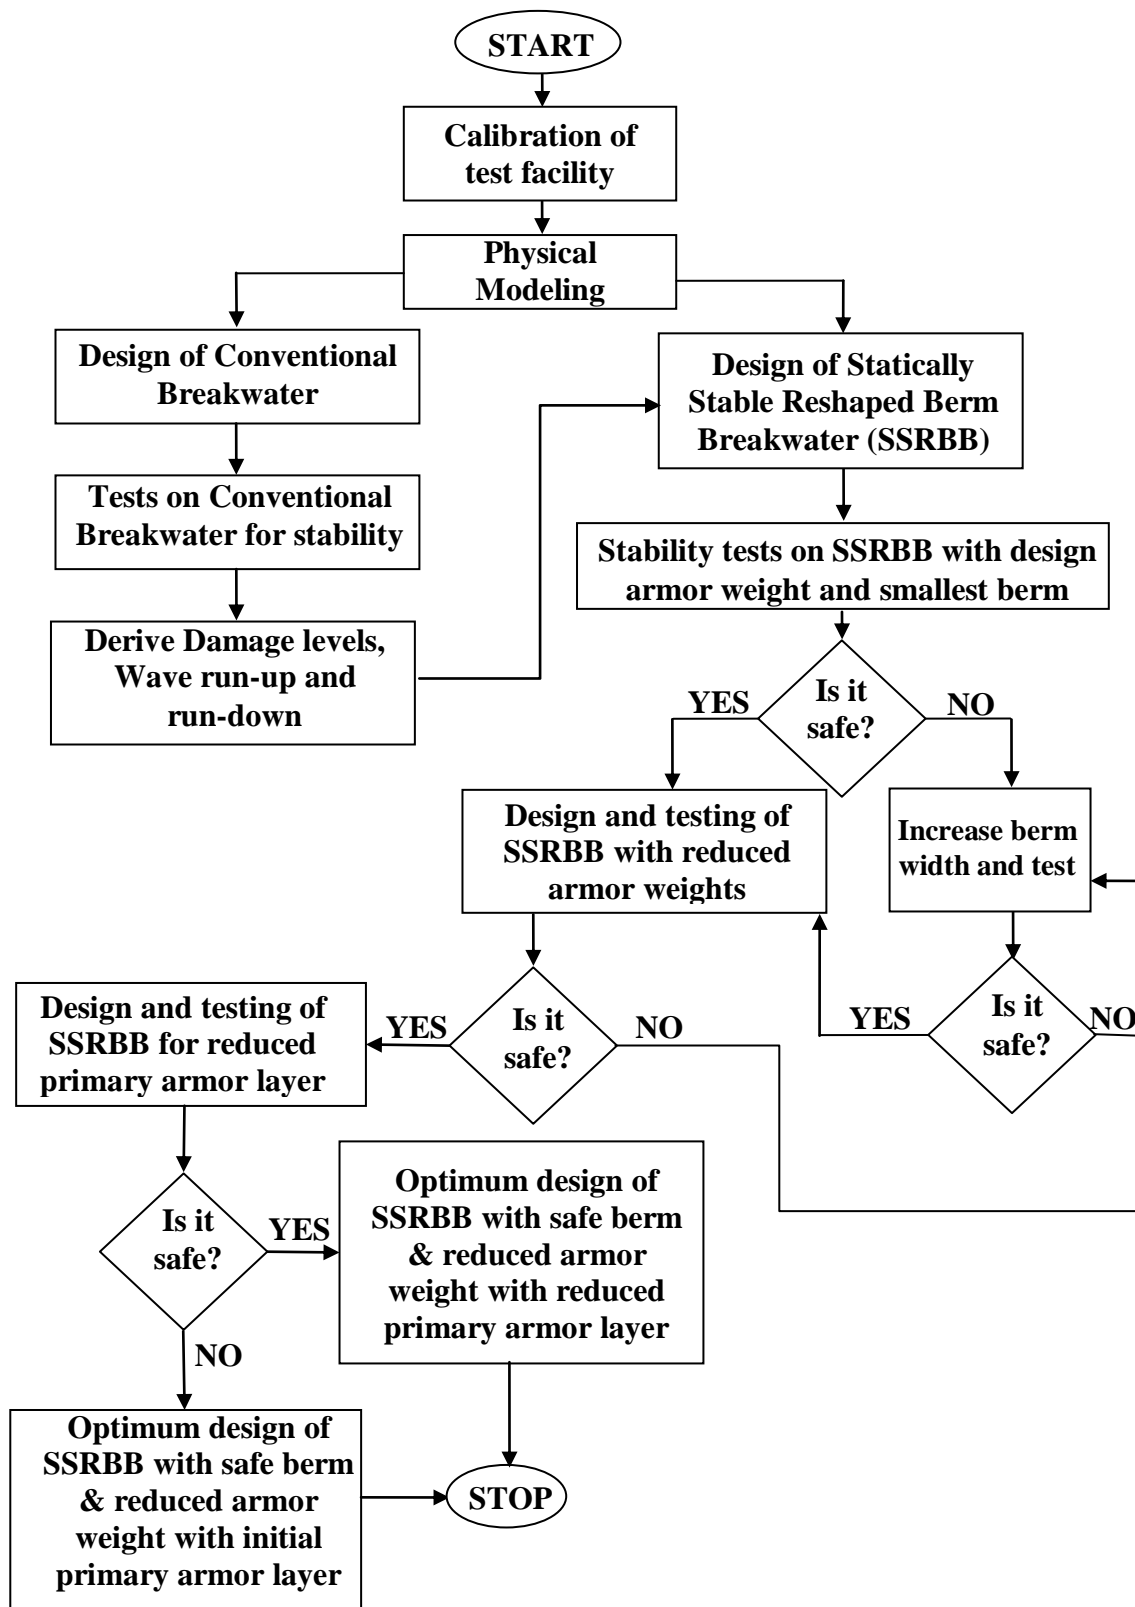 START
Calibration of
test facility
Physical
Modeling
Design of Conventional
Breakwater
Design of Statically
Stable Reshaped Berm
Breakwater (SSRBB)
Tests on Conventional
Breakwater for stability
Stability tests on SSRBB with design
armor weight and smallest berm
Derive Damage levels,
Wave run-up and
run-down
Is it
safe?
YES
NO
Design and testing of
SSRBB with reduced
armor weights
Increase berm
width and test
Is it
safe?
YES
NO
Is it
safe?
YES
NO
Design and testing of
SSRBB for reduced
primary armor layer
Is it
safe?
YES
NO
Optimum design of
SSRBB with safe berm
& reduced armor
weight with reduced
primary armor layer
Optimum design of
SSRBB with safe berm
& reduced armor
weight with initial
primary armor layer
STOP